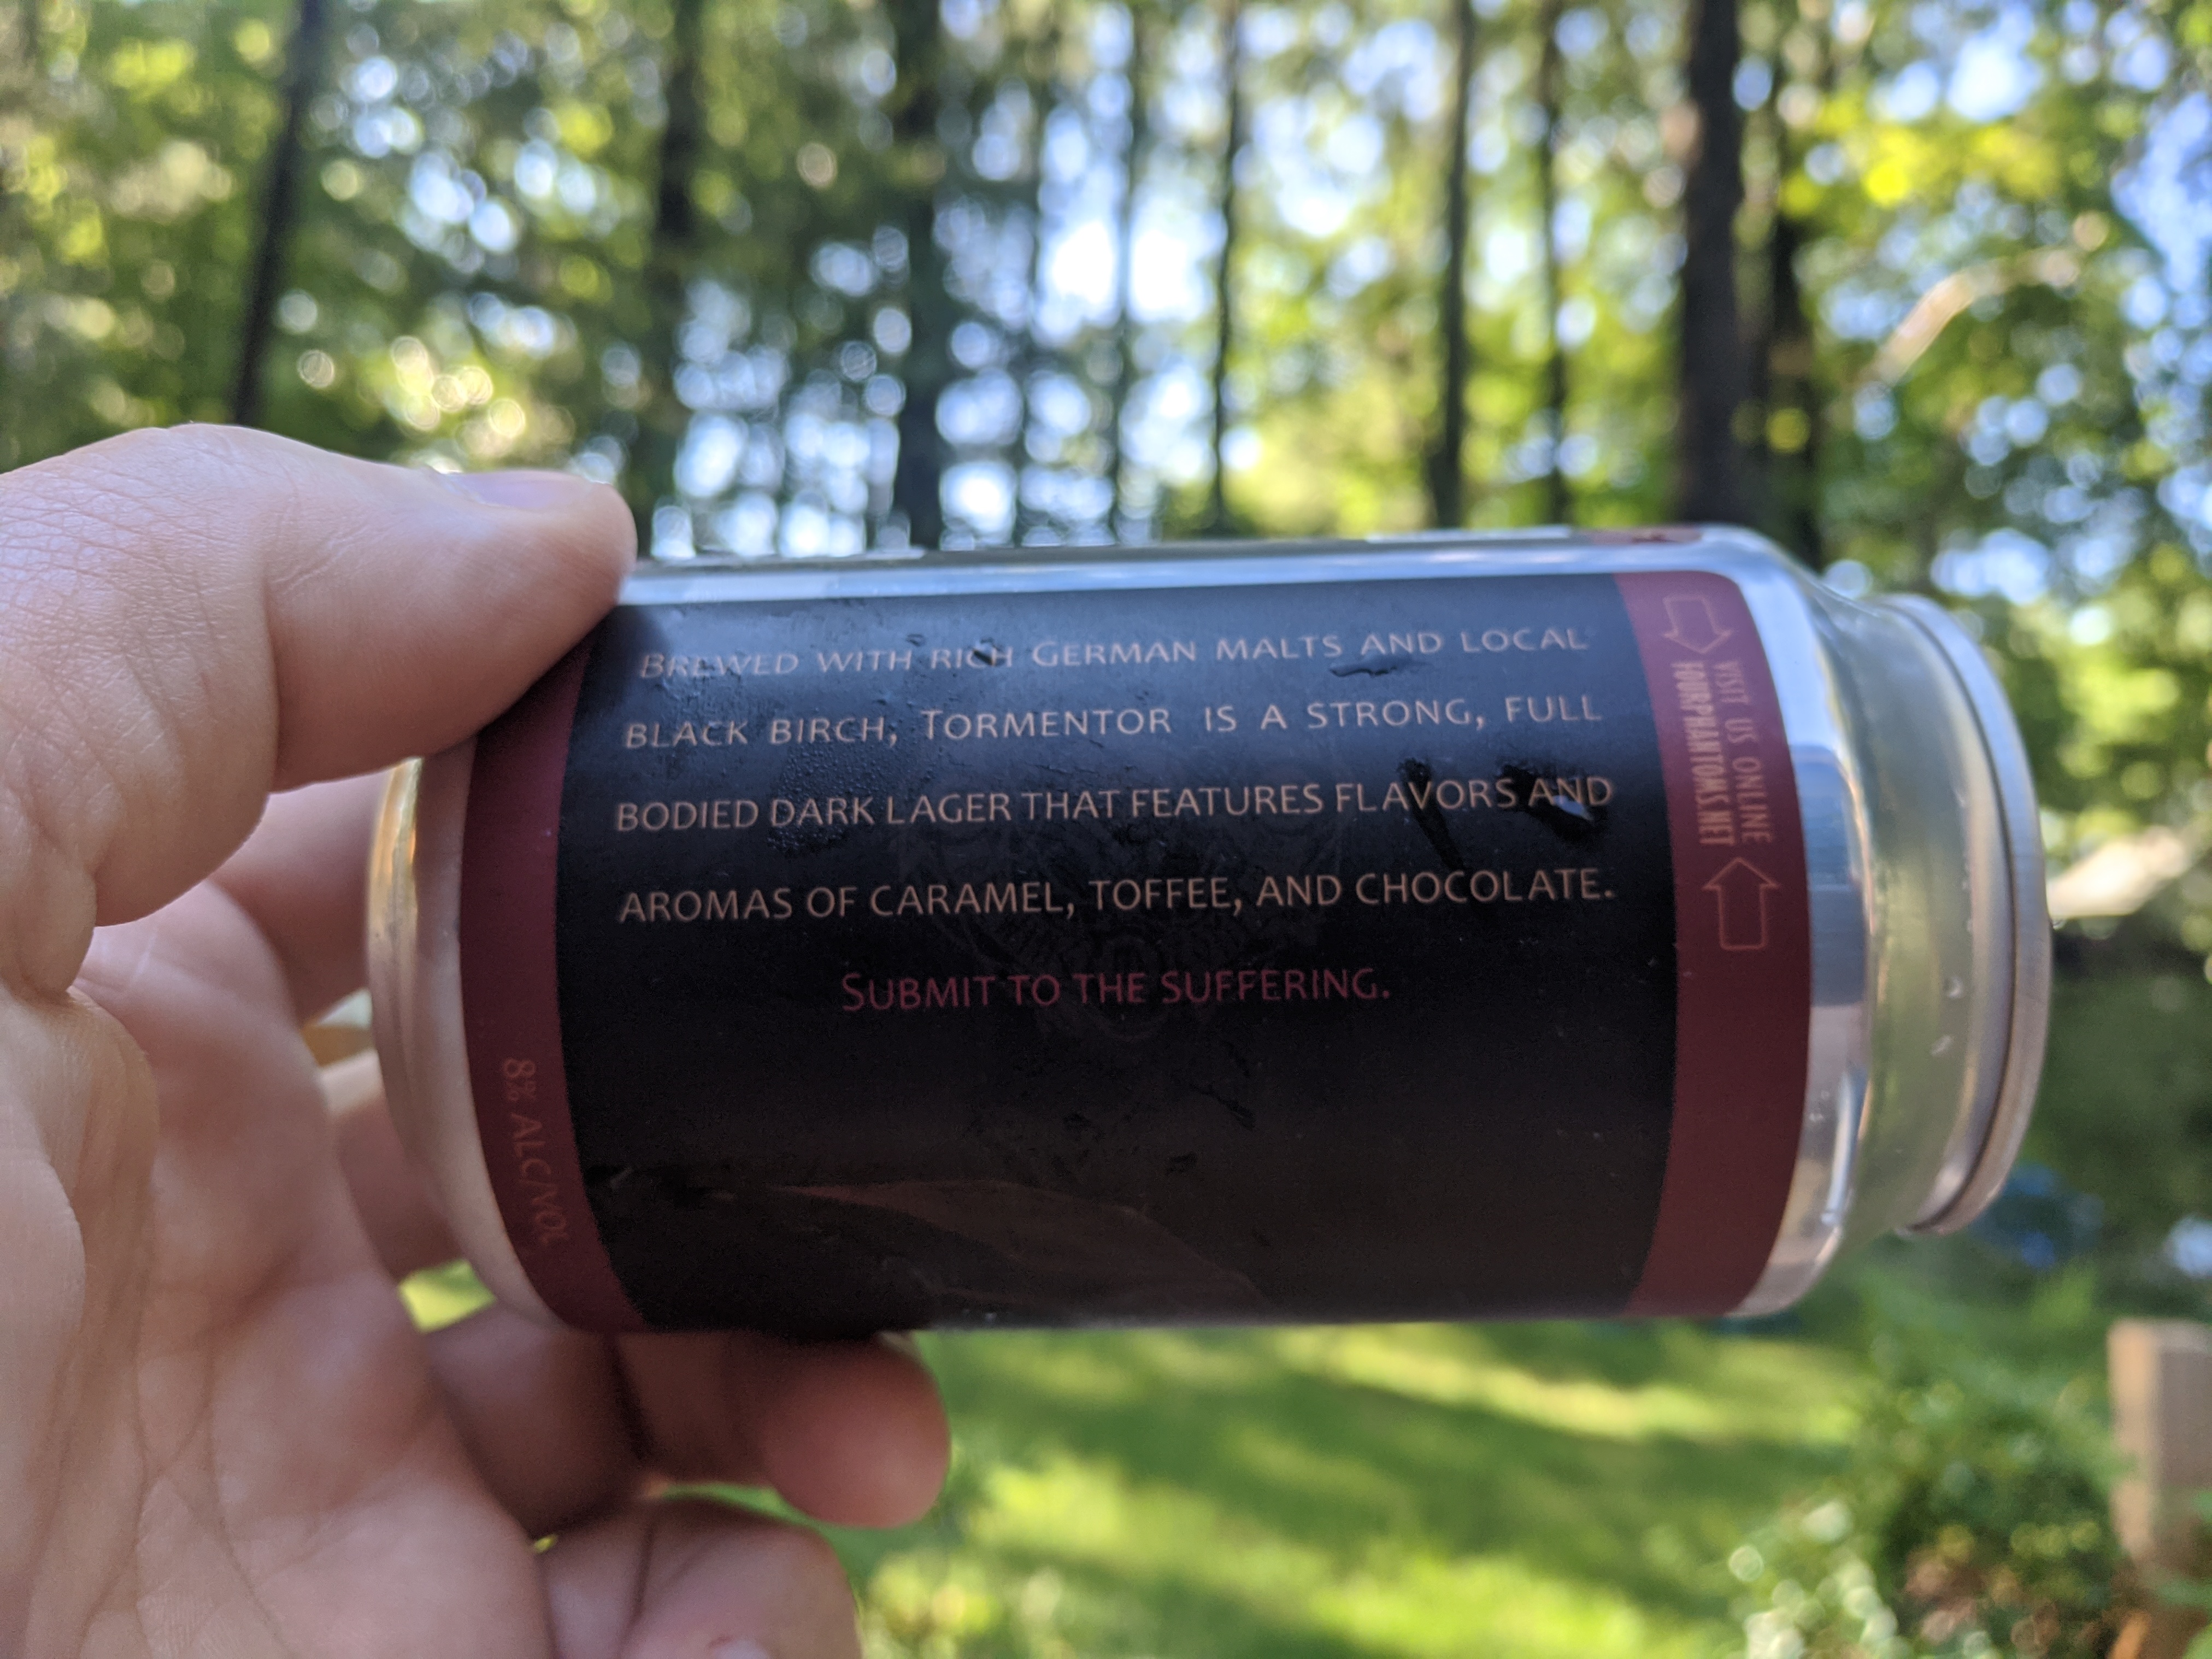 BREWED WITH RICH GERMAN MALTS AND LOCAL
BLACK BIRCH, TORMENTOR IS A STRONG, FULL
BODIED DARK LAGER THAT FEATURES FLAVORS AND
AROMAS OF CARAMEL, TOFFEE, AND CHOCOLATE.
SUBMIT TO THE SUFFERING.
VISIT US ONLINE
FOURPHANTOMS.NET
8% ALC/VOL